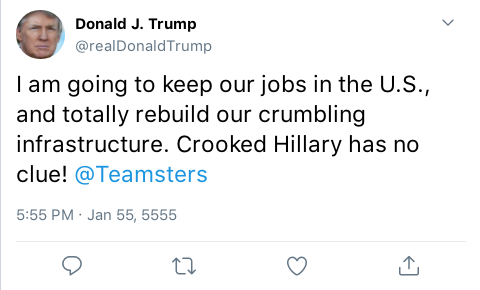 Donald J. Trump
@realDonaldTrump
I am going to keep our jobs in the U.S.,
and totally rebuild our crumbling
infrastructure. Crooked Hillary has no
clue! @Teamsters
5:55 PM · Jan 55, 5555